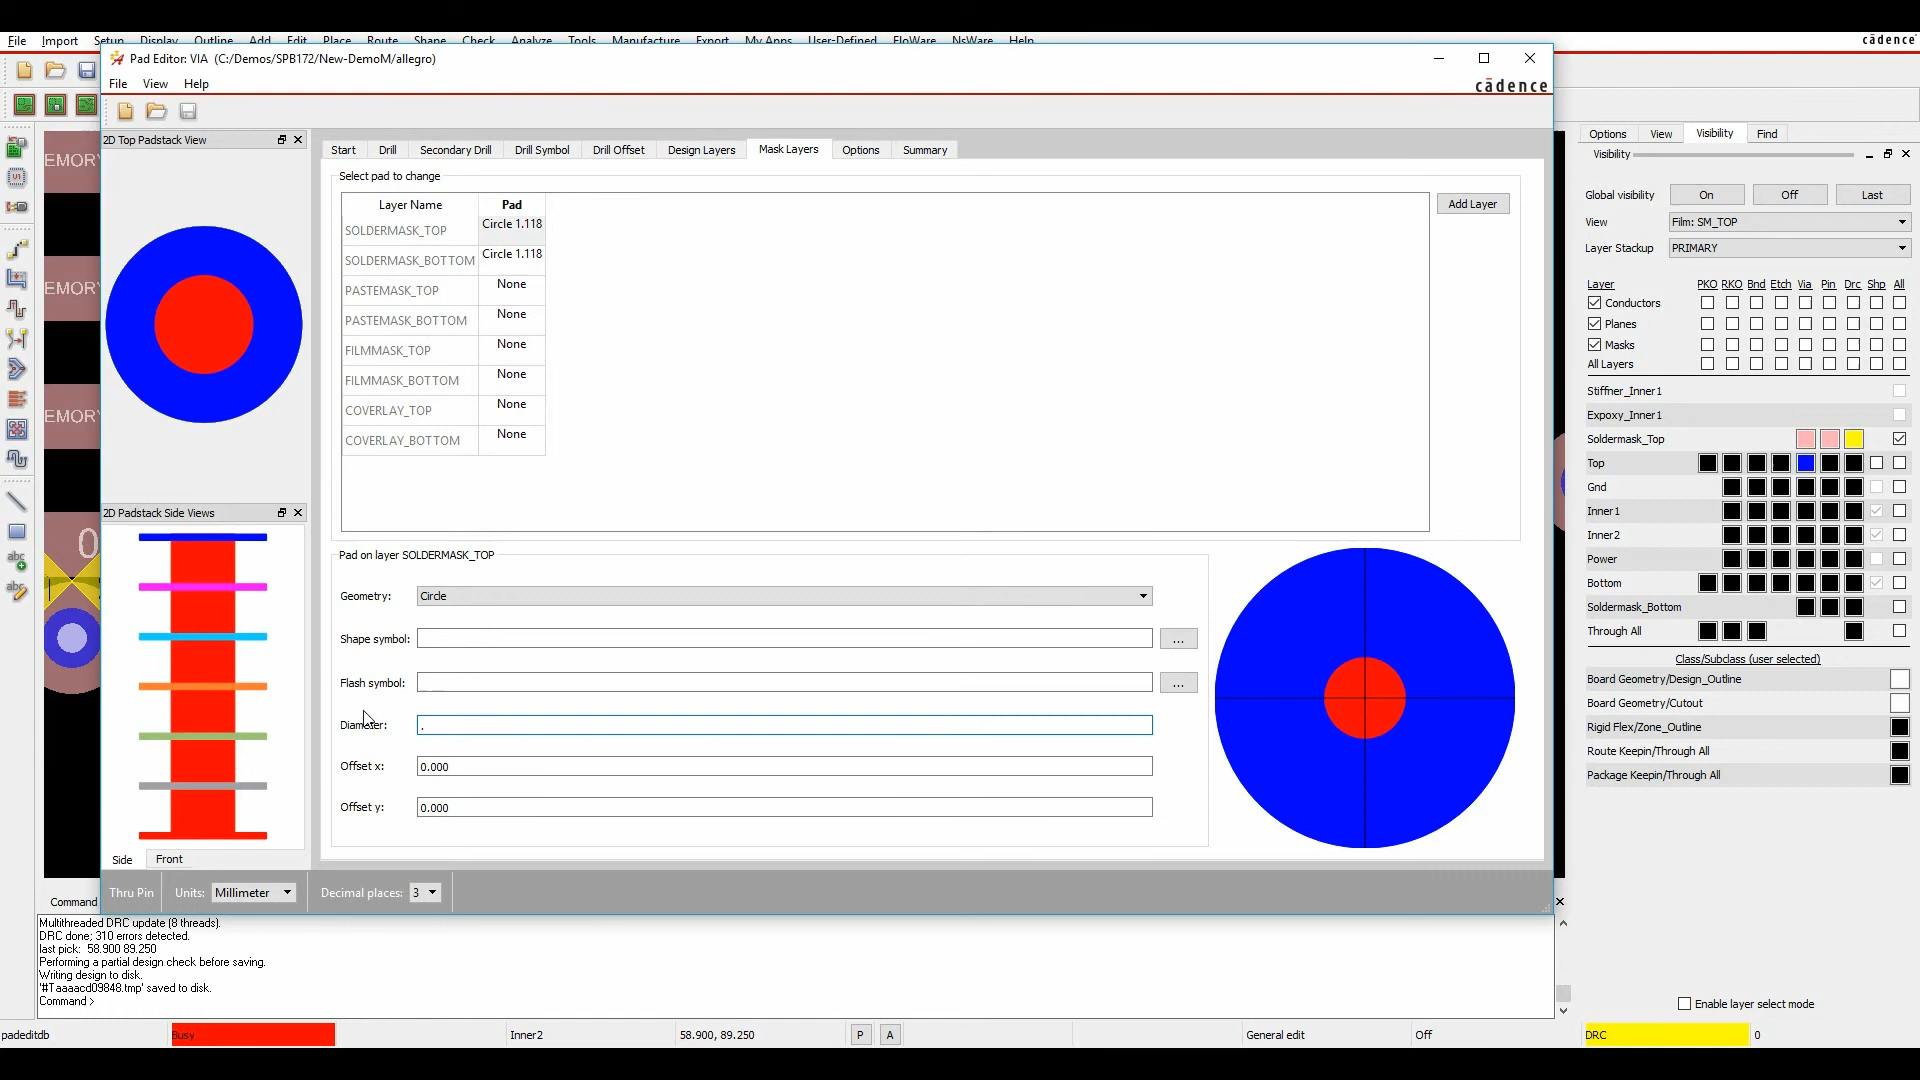 File Import Setup Display Outline Add Edit Place Route Shape Check Analyze Tools Manufacture Export My Apps User-Defined FloWare NsWare Help
cādence
Pad Editor: VIA (C:/Demos/SPB172/New-DemoM/allegro)
File View Help
cādence
2D Top Padstack View
Start Drill Secondary Drill Drill Symbol Drill Offset Design Layers Mask Layers Options Summary
Select pad to change
Layer Name Pad
SOLDERMASK_TOP Circle 1.118
SOLDERMASK_BOTTOM Circle 1.118
PASTEMASK_TOP None
PASTEMASK_BOTTOM None
FILMMASK_TOP None
FILMMASK_BOTTOM None
COVERLAY_TOP None
COVERLAY_BOTTOM None
Add Layer
2D Padstack Side Views
Side Front
Pad on layer SOLDERMASK_TOP
Geometry: Circle
Shape symbol: ...
Flash symbol: ...
Diameter: .
Offset x: 0.000
Offset y: 0.000
Thru Pin Units: Millimeter Decimal places: 3
EMORY
EMORY
EMORY
0
U1
abc
abc
Options View Visibility Find
Visibility
Global visibility On Off Last
View Film: SM_TOP
Layer Stackup PRIMARY
Layer PKO RKO Bnd Etch Via Pin Drc Shp All
Conductors
Planes
Masks
All Layers
Stiffner_Inner1
Expoxy_Inner1
Soldermask_Top
Top
Gnd
Inner1
Inner2
Power
Bottom
Soldermask_Bottom
Through All
Class/Subclass (user selected)
Board Geometry/Design_Outline
Board Geometry/Cutout
Rigid Flex/Zone_Outline
Route Keepin/Through All
Package Keepin/Through All
Enable layer select mode
Command
Multithreaded DRC update (8 threads).
DRC done; 310 errors detected.
last pick: 58.900 89.250
Performing a partial design check before saving.
Writing design to disk.
'#Taaaacd09848.tmp' saved to disk.
Command >
padeditdb Busy Inner2 58.900, 89.250 P A General edit Off DRC 0